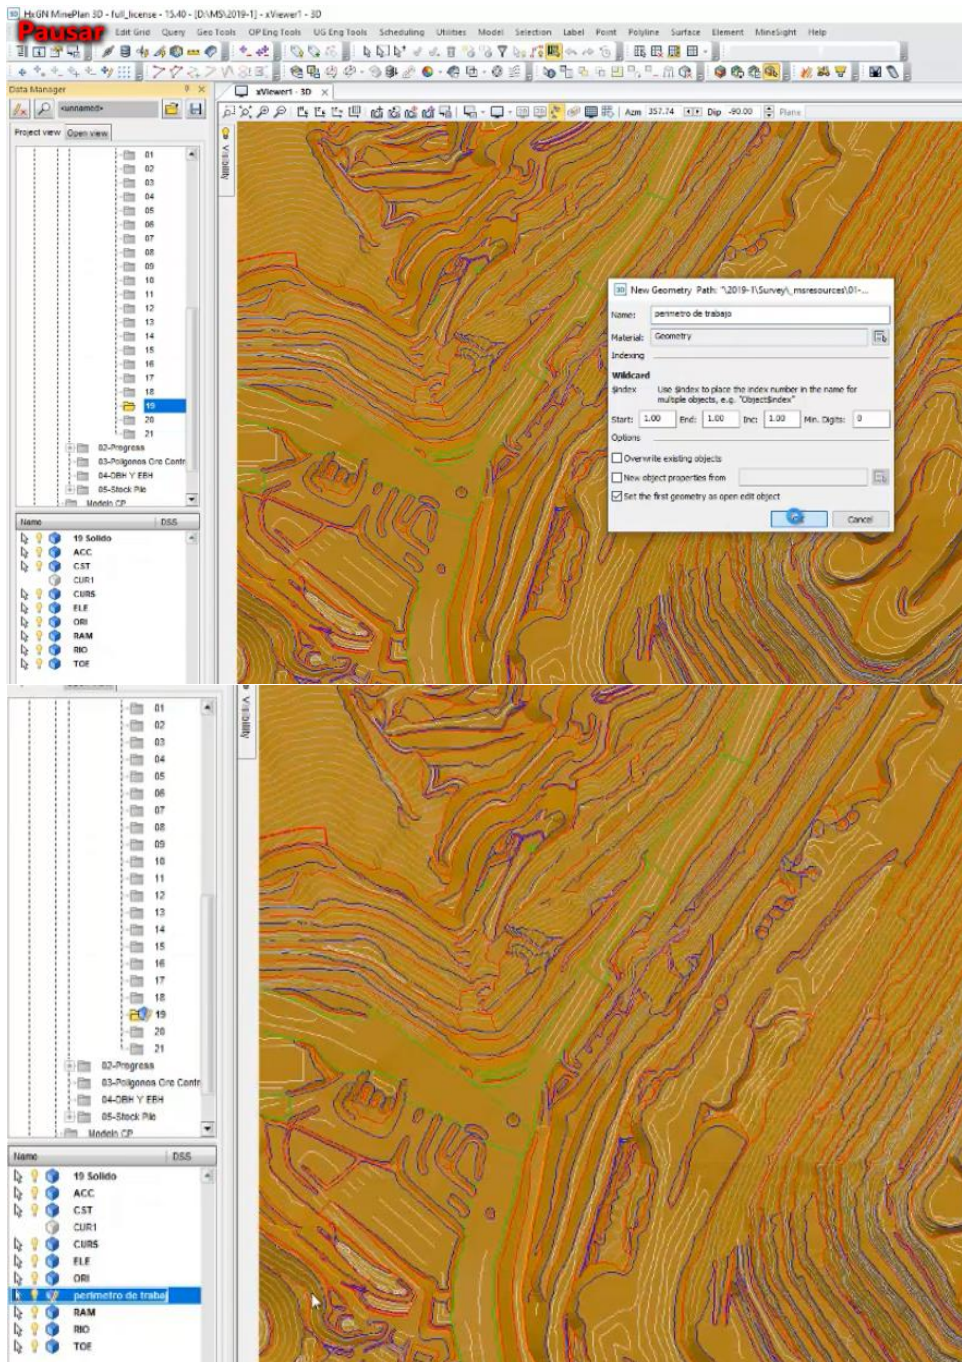 HxGN MinePlan 3D - full_license - 15.40 - [D:\MS\2019-1] - xViewer1 - 3D
Pausar
Edit Grid Query Geo Tools OP Eng Tools UG Eng Tools Scheduling Utilities Model Selection Label Point Polyline Surface Element MineSight Help
Data Manager
<unnamed>
Project view Open view
xViewer1 - 3D
Azm 357.74 Dip -90.00 Plane
Visibility
01
02
03
04
05
06
07
08
09
10
11
12
13
14
15
16
17
18
19
20
21
02-Progress
03-Poligonos Ore Contr
04-DBH Y EBH
05-Stock Pile
Modelo CP
Name DSS
19 Solido
ACC
CST
CUR1
CUR5
ELE
ORI
RAM
RIO
TOE
New Geometry Path: "\2019-1\Survey\_msresources\01-...
Name: perimetro de trabajo
Material: Geometry
Indexing
Wildcard
$index Use $index to place the index number in the name for
multiple objects, e.g. "Object$index"
Start: 1.00 End: 1.00 Inc: 1.00 Min. Digits: 0
Options
Overwrite existing objects
New object properties from
Set the first geometry as open edit object
Cancel
Visibility
01
02
03
04
05
06
07
08
09
10
11
12
13
14
15
16
17
18
19
20
21
02-Progress
03-Poligonos Ore Contr
04-DBH Y EBH
05-Stock Pile
Modelo CP
Name DSS
19 Solido
ACC
CST
CUR1
CUR5
ELE
ORI
perimetro de trabaj
RAM
RIO
TOE